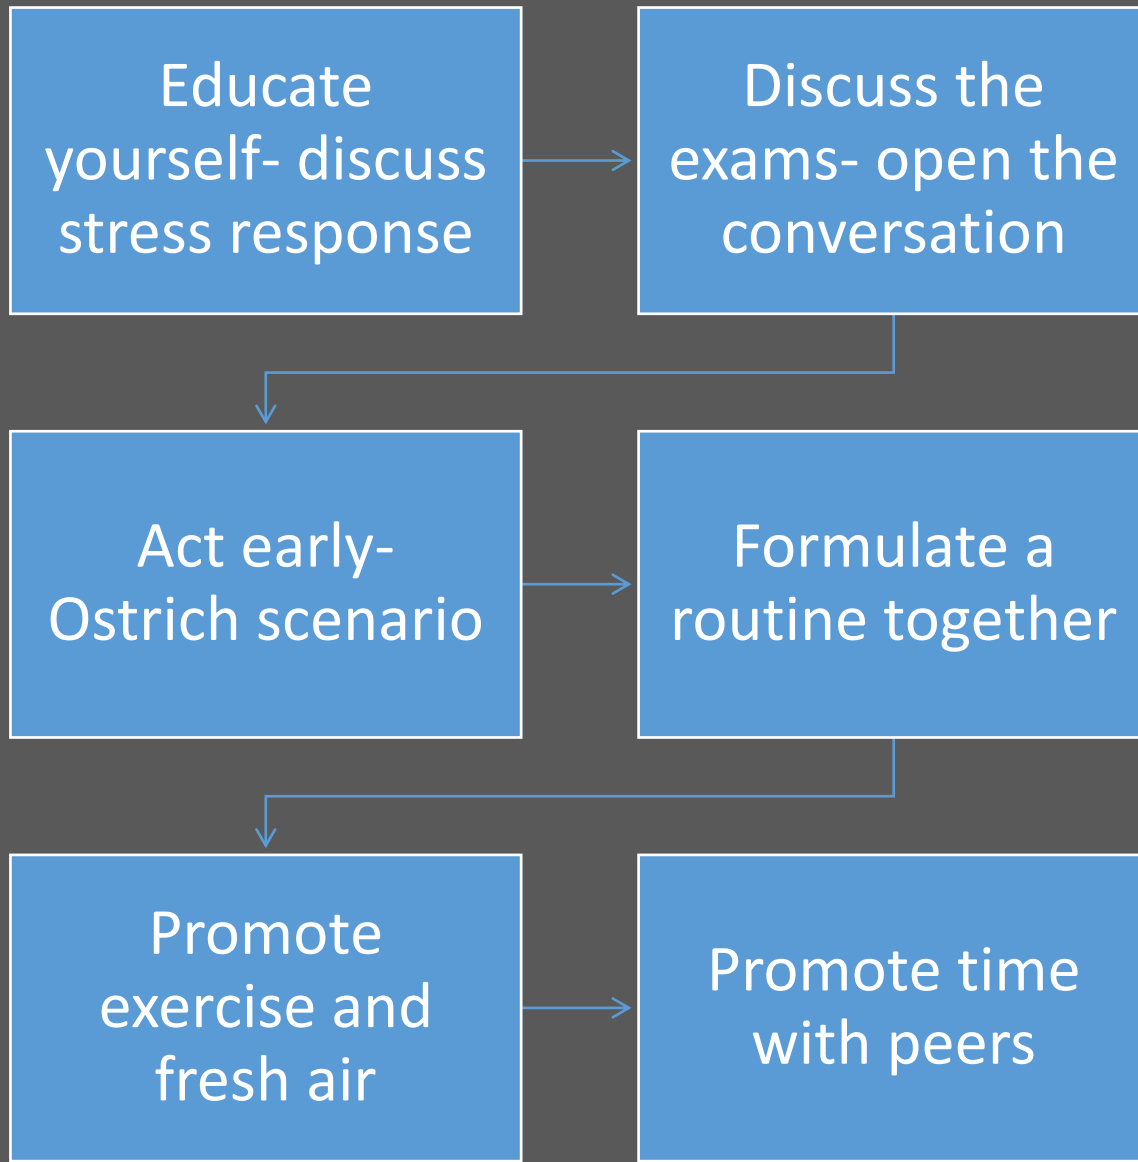 Educate
yourself- discuss
stress response
Discuss the
exams- open the
conversation
Act early-
Ostrich scenario
Formulate a
routine together
Promote
exercise and
fresh air
Promote time
with peers